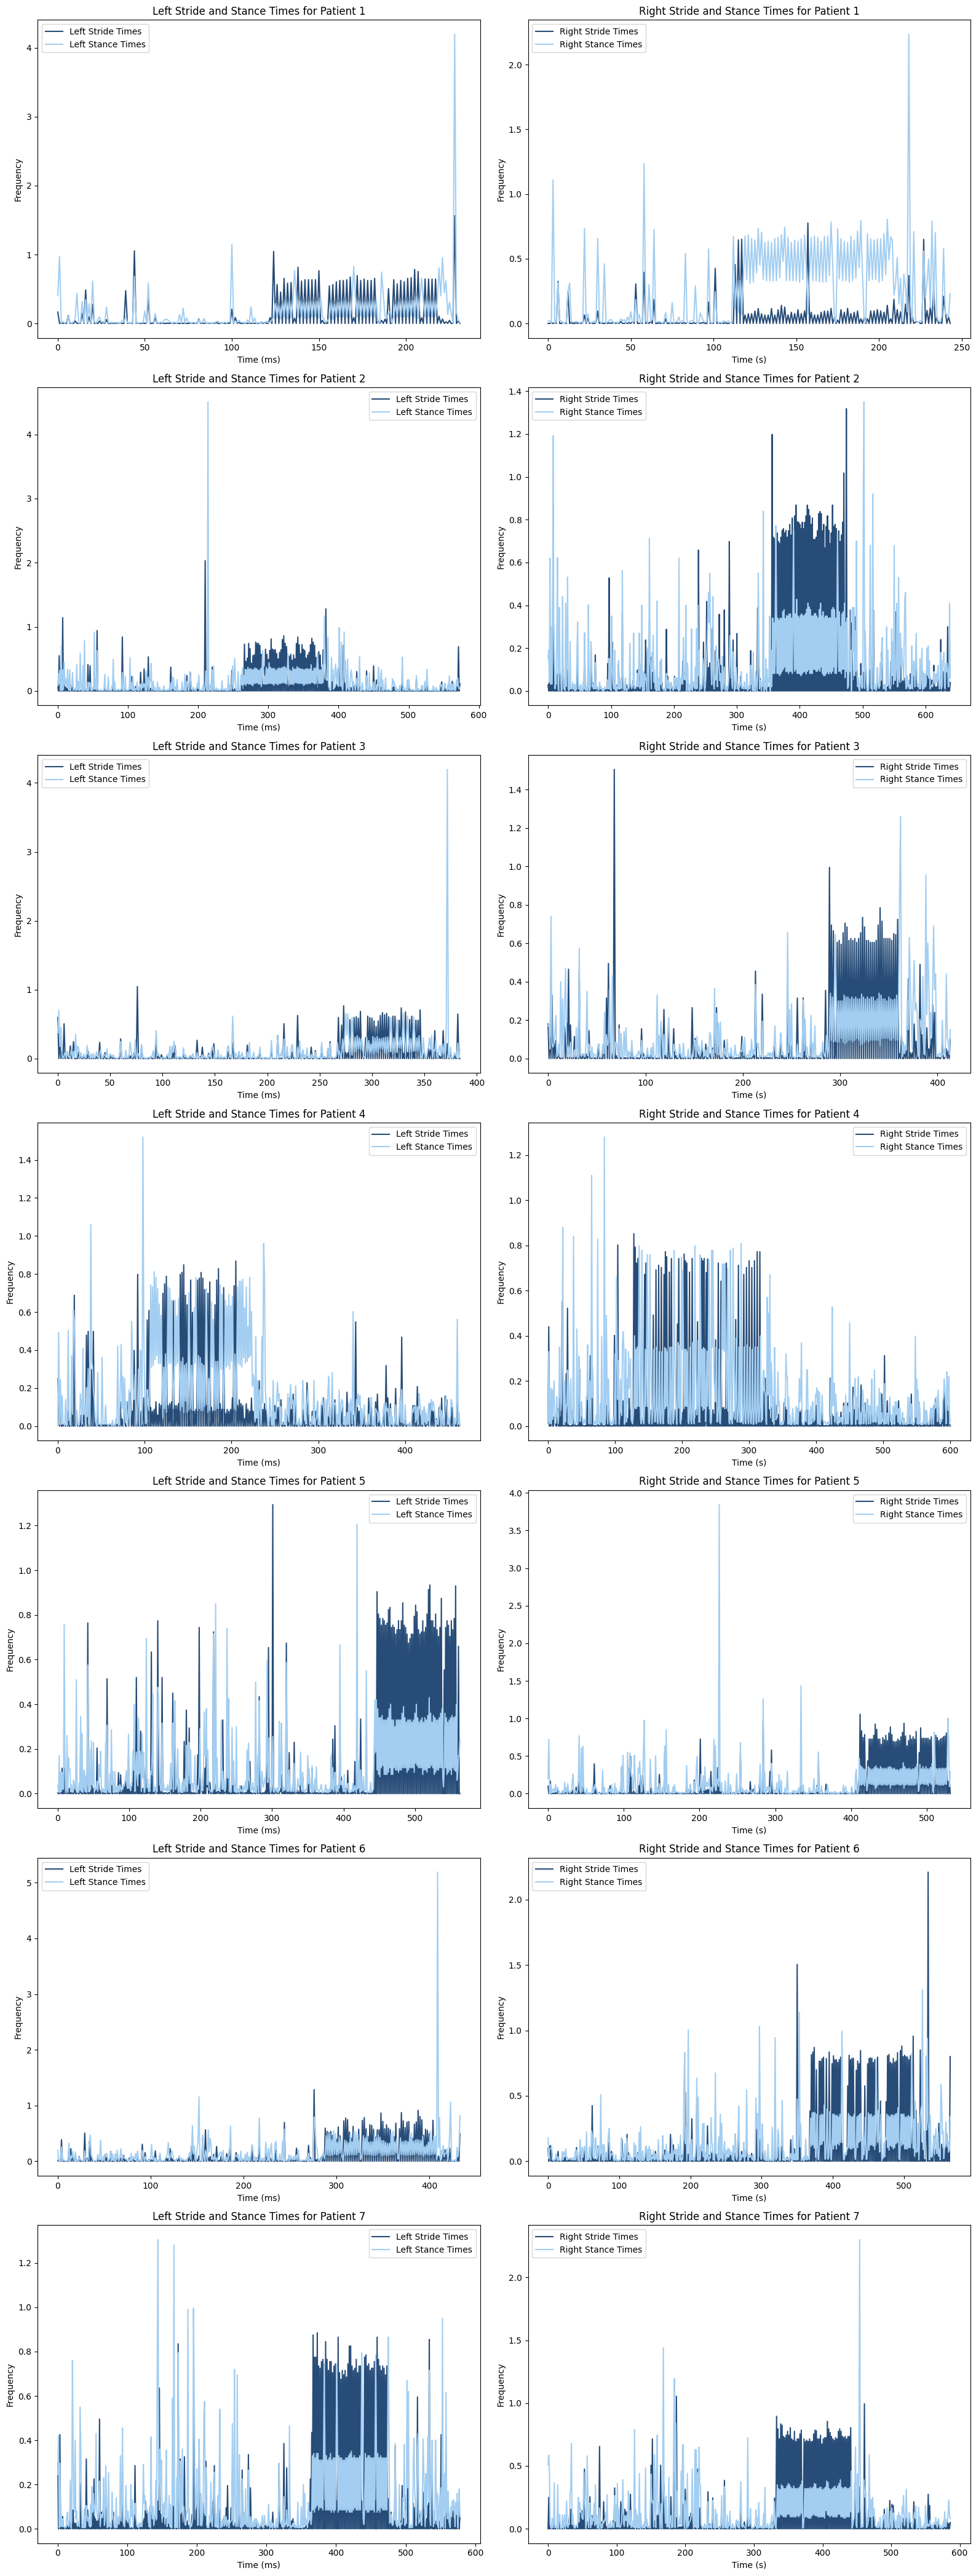 Left Stride and Stance Times for Patient 1
Left Stride Times
Left Stance Times
Frequency
4
3
2
1
0
0 50 100 150 200
Time (ms)
Right Stride and Stance Times for Patient 1
Right Stride Times
Right Stance Times
Frequency
2.0
1.5
1.0
0.5
0.0
0 50 100 150 200 250
Time (s)
Left Stride and Stance Times for Patient 2
Left Stride Times
Left Stance Times
Frequency
4
3
2
1
0
0 100 200 300 400 500 600
Time (ms)
Right Stride and Stance Times for Patient 2
Right Stride Times
Right Stance Times
Frequency
1.4
1.2
1.0
0.8
0.6
0.4
0.2
0.0
0 100 200 300 400 500 600
Time (s)
Left Stride and Stance Times for Patient 3
Left Stride Times
Left Stance Times
Frequency
4
3
2
1
0
0 50 100 150 200 250 300 350 400
Time (ms)
Right Stride and Stance Times for Patient 3
Right Stride Times
Right Stance Times
Frequency
1.4
1.2
1.0
0.8
0.6
0.4
0.2
0.0
0 100 200 300 400
Time (s)
Left Stride and Stance Times for Patient 4
Left Stride Times
Left Stance Times
Frequency
1.4
1.2
1.0
0.8
0.6
0.4
0.2
0.0
0 100 200 300 400
Time (ms)
Right Stride and Stance Times for Patient 4
Right Stride Times
Right Stance Times
Frequency
1.2
1.0
0.8
0.6
0.4
0.2
0.0
0 100 200 300 400 500 600
Time (s)
Left Stride and Stance Times for Patient 5
Left Stride Times
Left Stance Times
Frequency
1.2
1.0
0.8
0.6
0.4
0.2
0.0
0 100 200 300 400 500
Time (ms)
Right Stride and Stance Times for Patient 5
Right Stride Times
Right Stance Times
Frequency
4.0
3.5
3.0
2.5
2.0
1.5
1.0
0.5
0.0
0 100 200 300 400 500
Time (s)
Left Stride and Stance Times for Patient 6
Left Stride Times
Left Stance Times
Frequency
5
4
3
2
1
0
0 100 200 300 400
Time (ms)
Right Stride and Stance Times for Patient 6
Right Stride Times
Right Stance Times
Frequency
2.0
1.5
1.0
0.5
0.0
0 100 200 300 400 500
Time (s)
Left Stride and Stance Times for Patient 7
Left Stride Times
Left Stance Times
Frequency
1.2
1.0
0.8
0.6
0.4
0.2
0.0
0 100 200 300 400 500 600
Time (ms)
Right Stride and Stance Times for Patient 7
Right Stride Times
Right Stance Times
Frequency
2.0
1.5
1.0
0.5
0.0
0 100 200 300 400 500 600
Time (s)